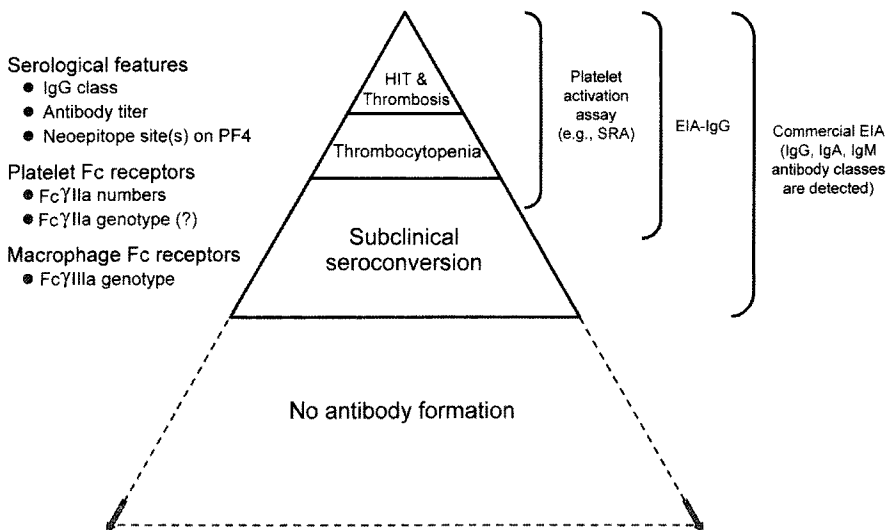 Serological features
● IgG class
● Antibody titer
● Neoepitope site(s) on PF4
Platelet Fc receptors
● FcγIIa numbers
● FcγIIa genotype (?)
Macrophage Fc receptors
● FcγIIIa genotype
HIT &
Thrombosis
Thrombocytopenia
Subclinical
seroconversion
No antibody formation
Platelet
activation
assay
(e.g., SRA)
EIA-IgG
Commercial EIA
(IgG, IgA, IgM
antibody classes
are detected)